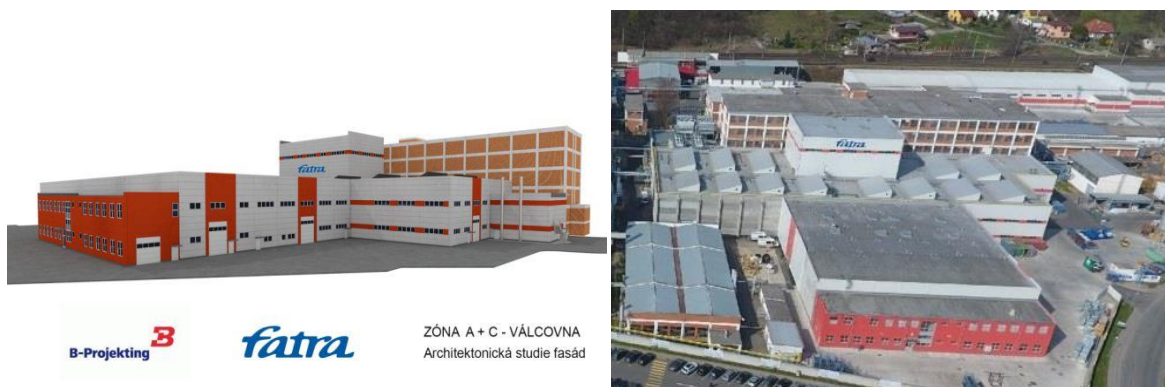 fatra
fatra
B-Projekting
B
fatra
ZÓNA A + C - VÁLCOVNA
Architektonická studie fasád